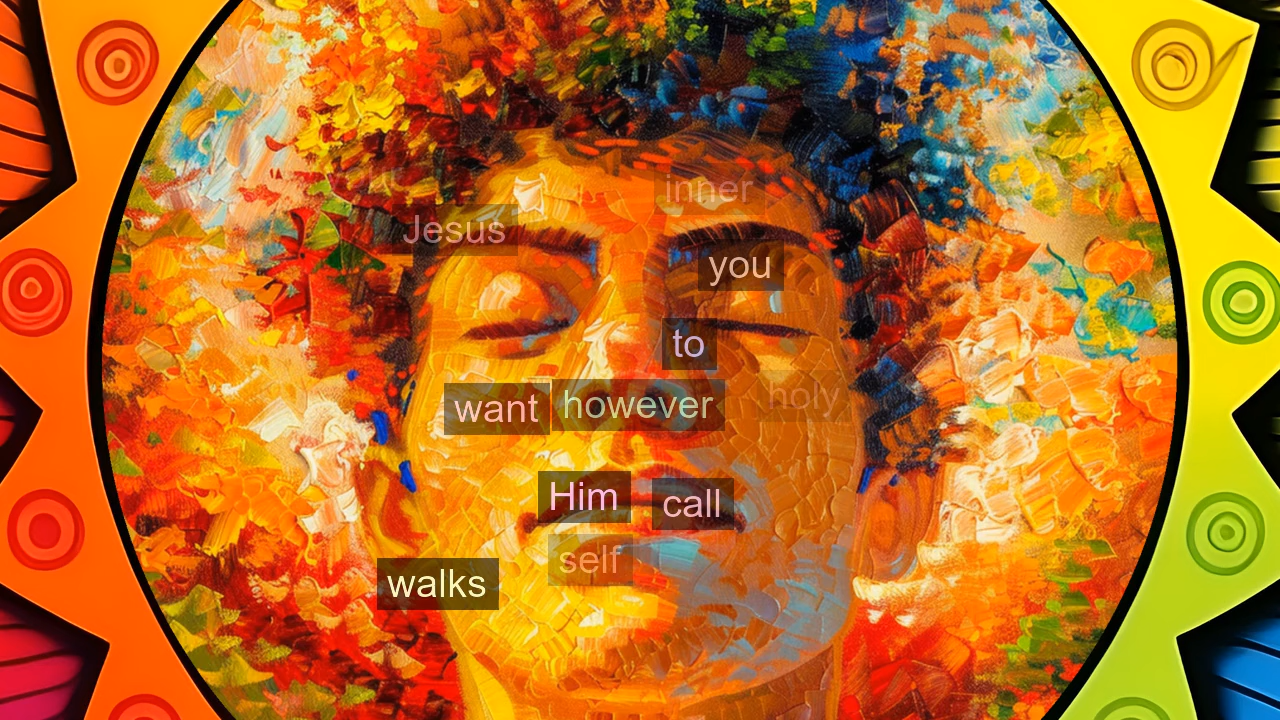 inner
Jesus
you
to
holy
want however
Him call
self
walks